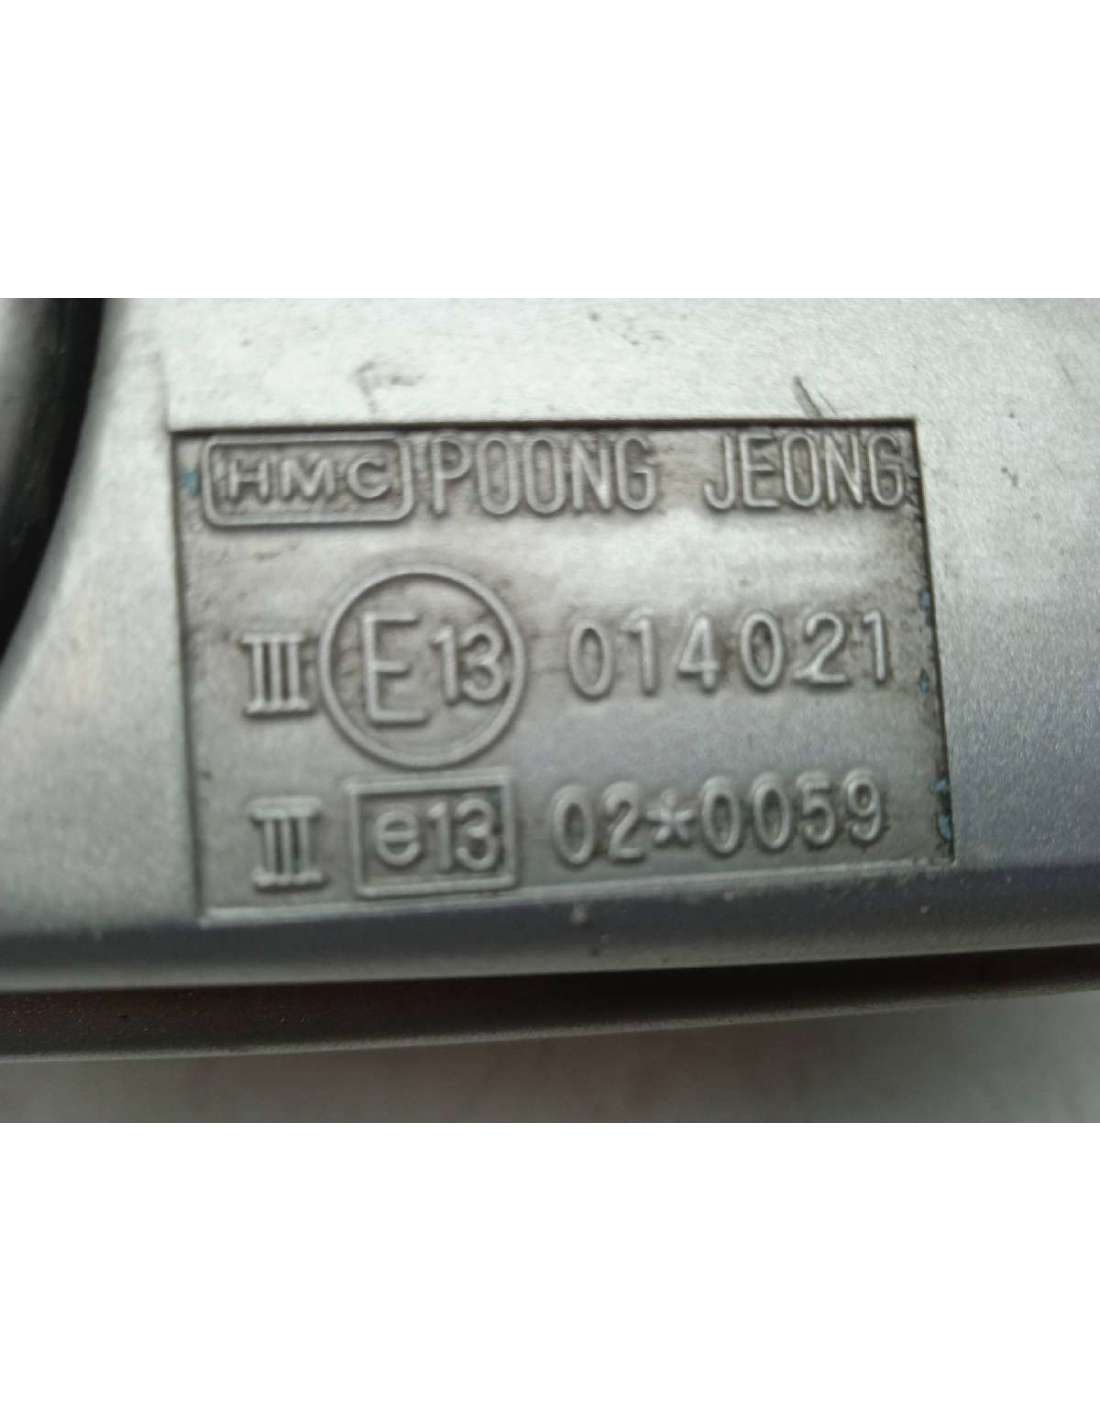 HMC POONG JEONG
III E13 014021
III e13 02*0059